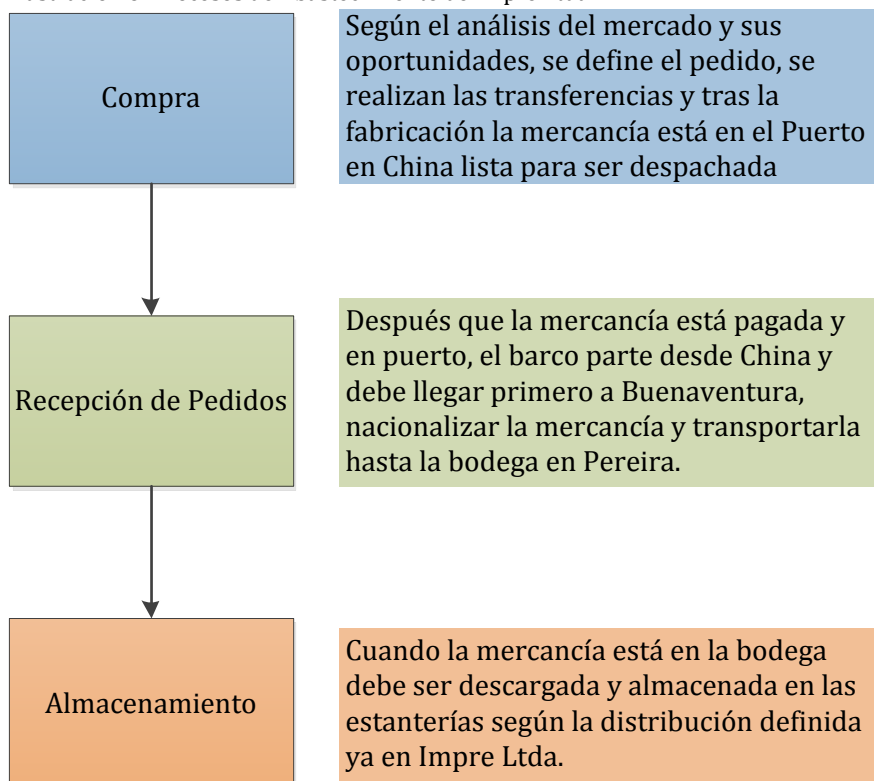 Compra
Según el análisis del mercado y sus
oportunidades, se define el pedido, se
realizan las transferencias y tras la
fabricación la mercancía está en el Puerto
en China lista para ser despachada
Recepción de Pedidos
Después que la mercancía está pagada y
en puerto, el barco parte desde China y
debe llegar primero a Buenaventura,
nacionalizar la mercancía y transportarla
hasta la bodega en Pereira.
Almacenamiento
Cuando la mercancía está en la bodega
debe ser descargada y almacenada en las
estanterías según la distribución definida
ya en Impre Ltda.